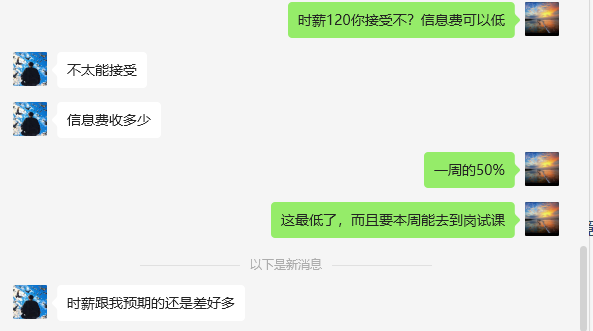 时薪120你接受不？信息费可以低
不太能接受
信息费收多少
一周的50%
这最低了，而且要本周能去到岗试课
以下是新消息
时薪跟我预期的还是差好多